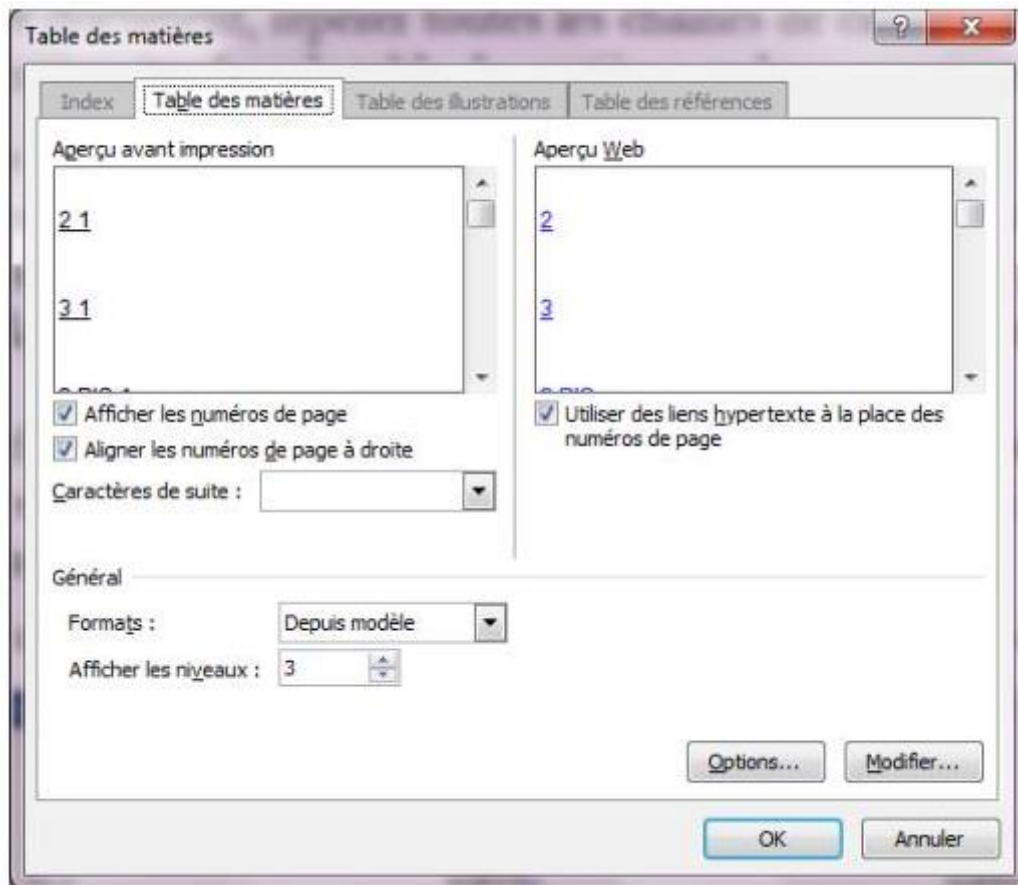 Table des matières
Index
Table des matières
Table des illustrations
Table des références
Aperçu avant impression
2 1
3 1
Afficher les numéros de page
Aligner les numéros de page à droite
Caractères de suite :
Aperçu Web
2
3
Utiliser des liens hypertexte à la place des
numéros de page
Général
Formats :
Depuis modèle
Afficher les niveaux :
3
Options...
Modifier...
OK
Annuler